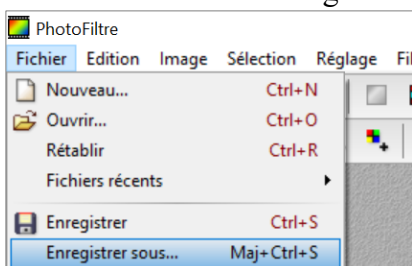 PhotoFiltre
Fichier Edition Image Sélection Réglage
Nouveau... Ctrl+N
Ouvrir... Ctrl+O
Rétablir Ctrl+R
Fichiers récents
Enregistrer Ctrl+S
Enregistrer sous... Maj+Ctrl+S